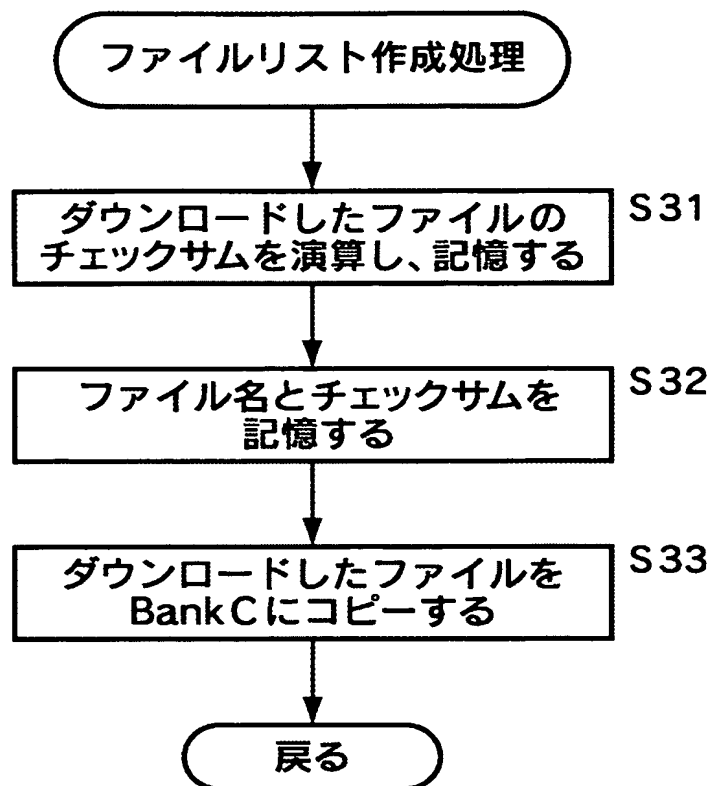 ファイルリスト作成処理
ダウンロードしたファイルの
チェックサムを演算し、記憶する
S31
ファイル名とチェックサムを
記憶する
S32
ダウンロードしたファイルを
BankCにコピーする
S33
戻る